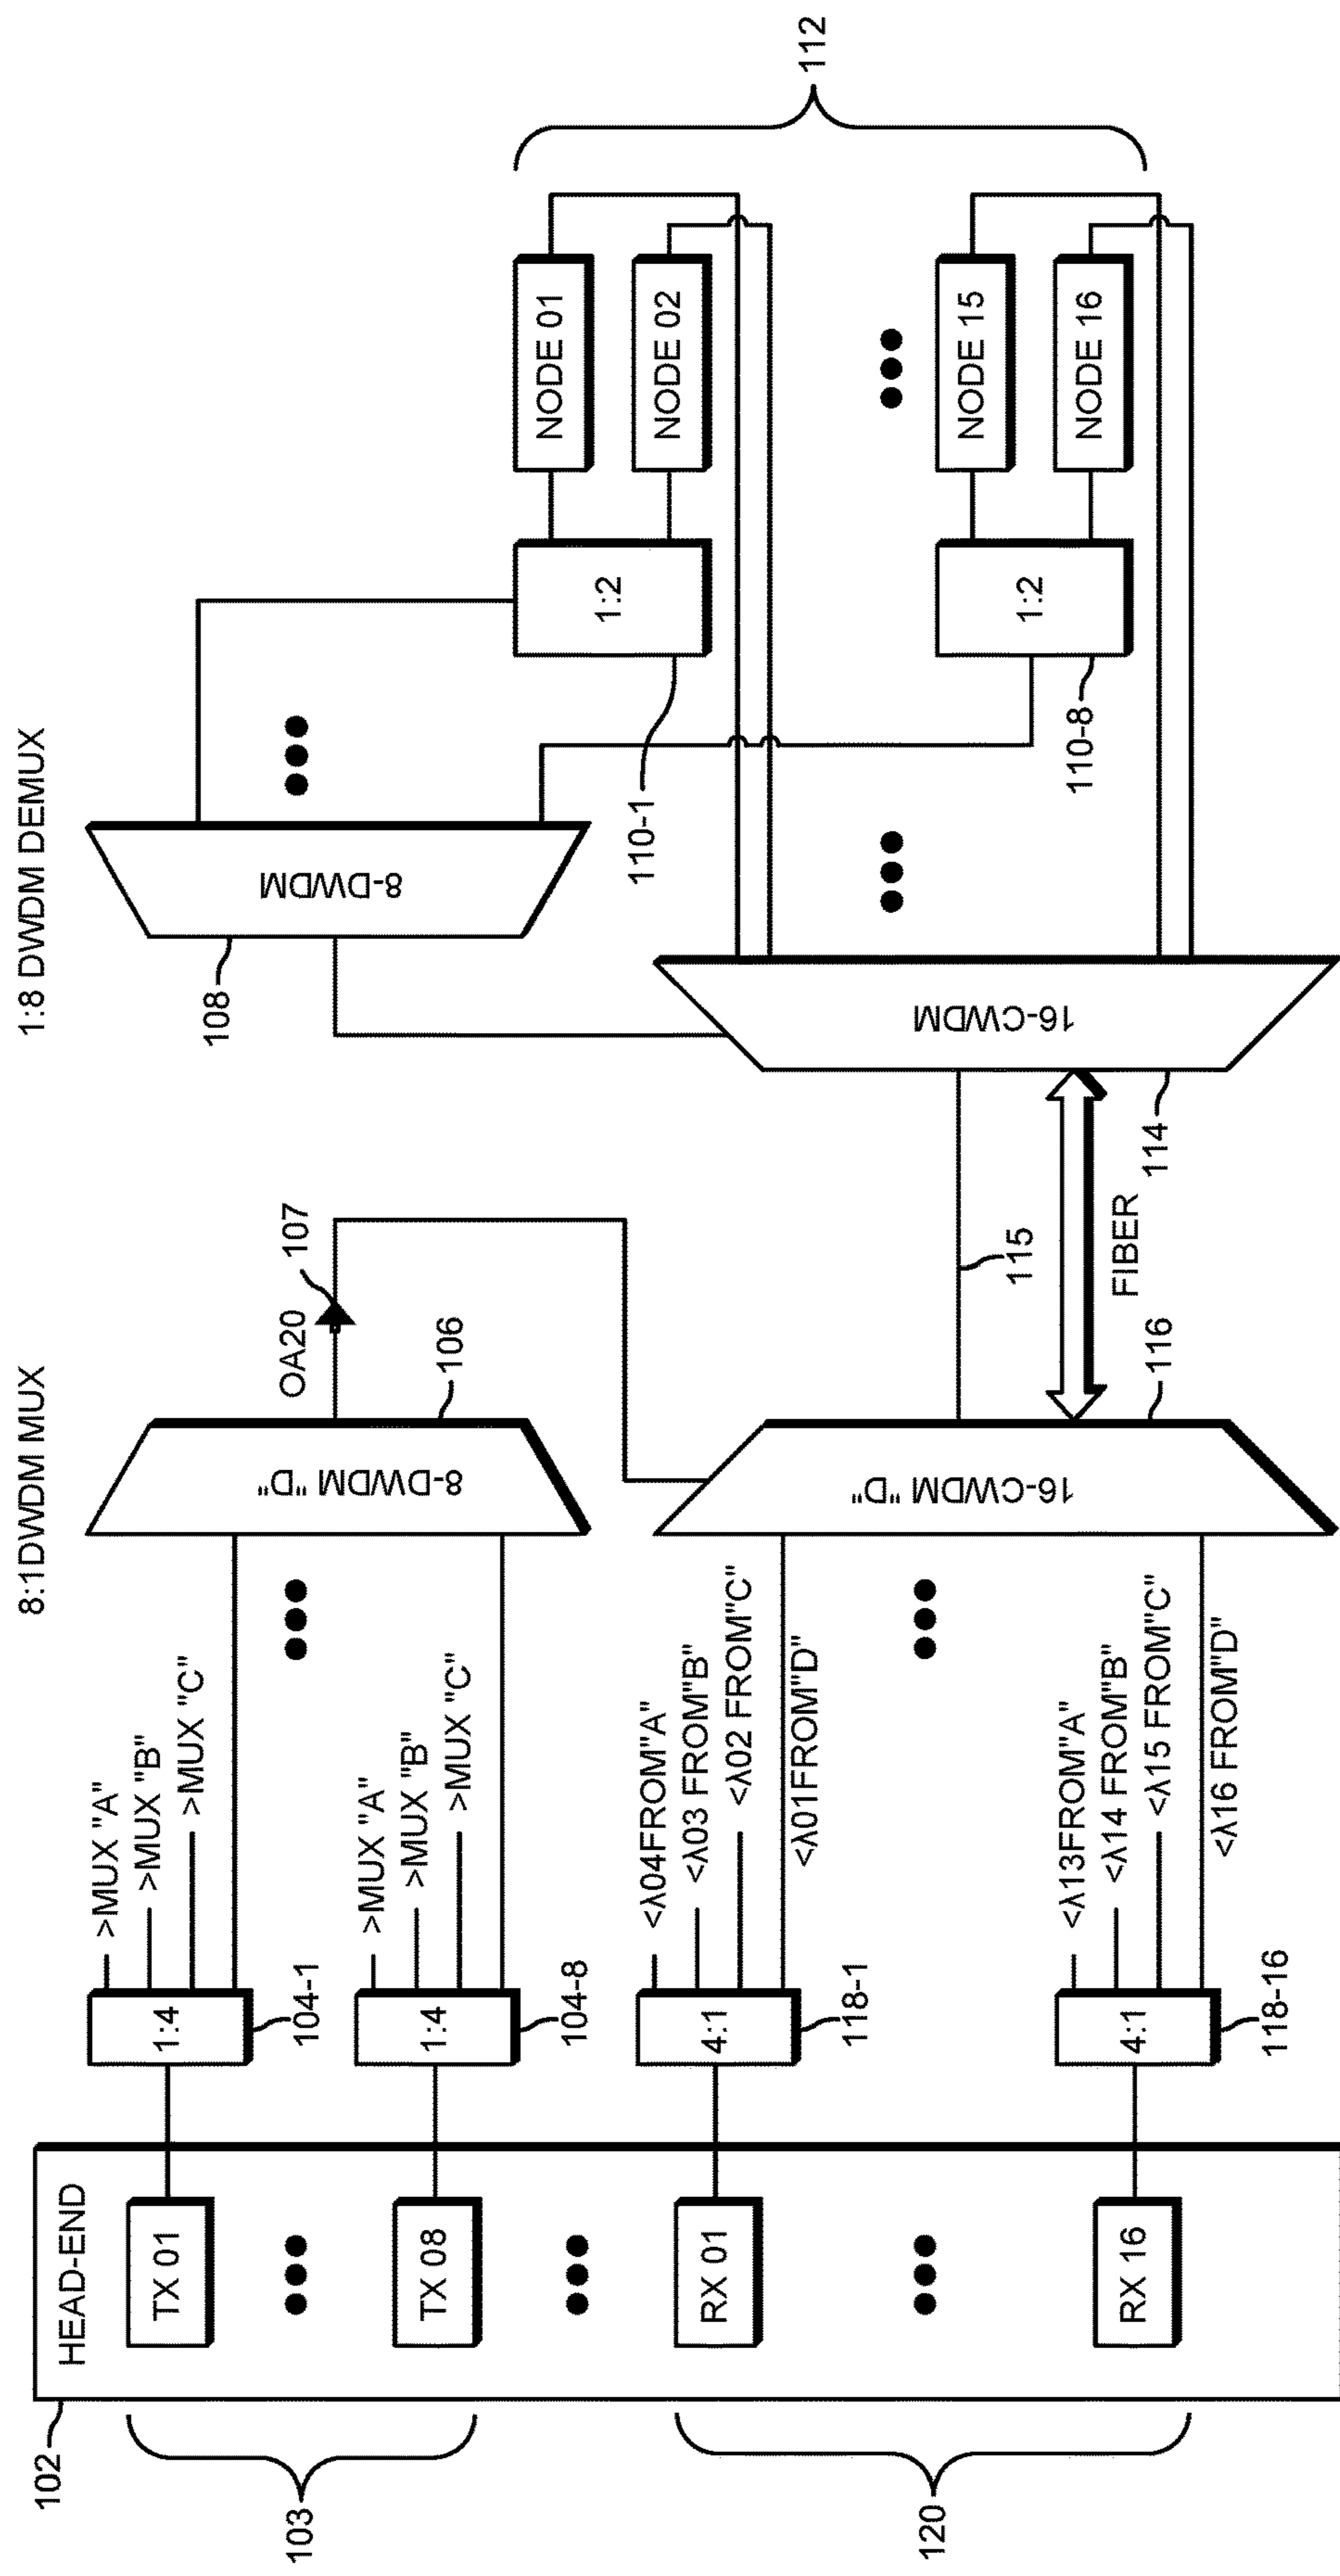 8:1DWDM MUX
1:8 DWDM DEMUX
102
HEAD-END
103
TX 01
TX 08
120
RX 01
RX 16
1:4
104-1
>MUX "A"
>MUX "B"
>MUX "C"
1:4
104-8
>MUX "A"
>MUX "B"
>MUX "C"
4:1
118-1
<λ04FROM"A"
<λ03 FROM"B"
<λ02 FROM"C"
<λ01FROM"D"
4:1
118-16
<λ13FROM"A"
<λ14 FROM"B"
<λ15 FROM"C"
<λ16 FROM"D"
8-DWDM "D"
106
OA20
107
16-CWDM "D"
116
115
FIBER
114
16-CWDM
108
8-DWDM
110-1
1:2
110-8
1:2
NODE 01
NODE 02
NODE 15
NODE 16
112